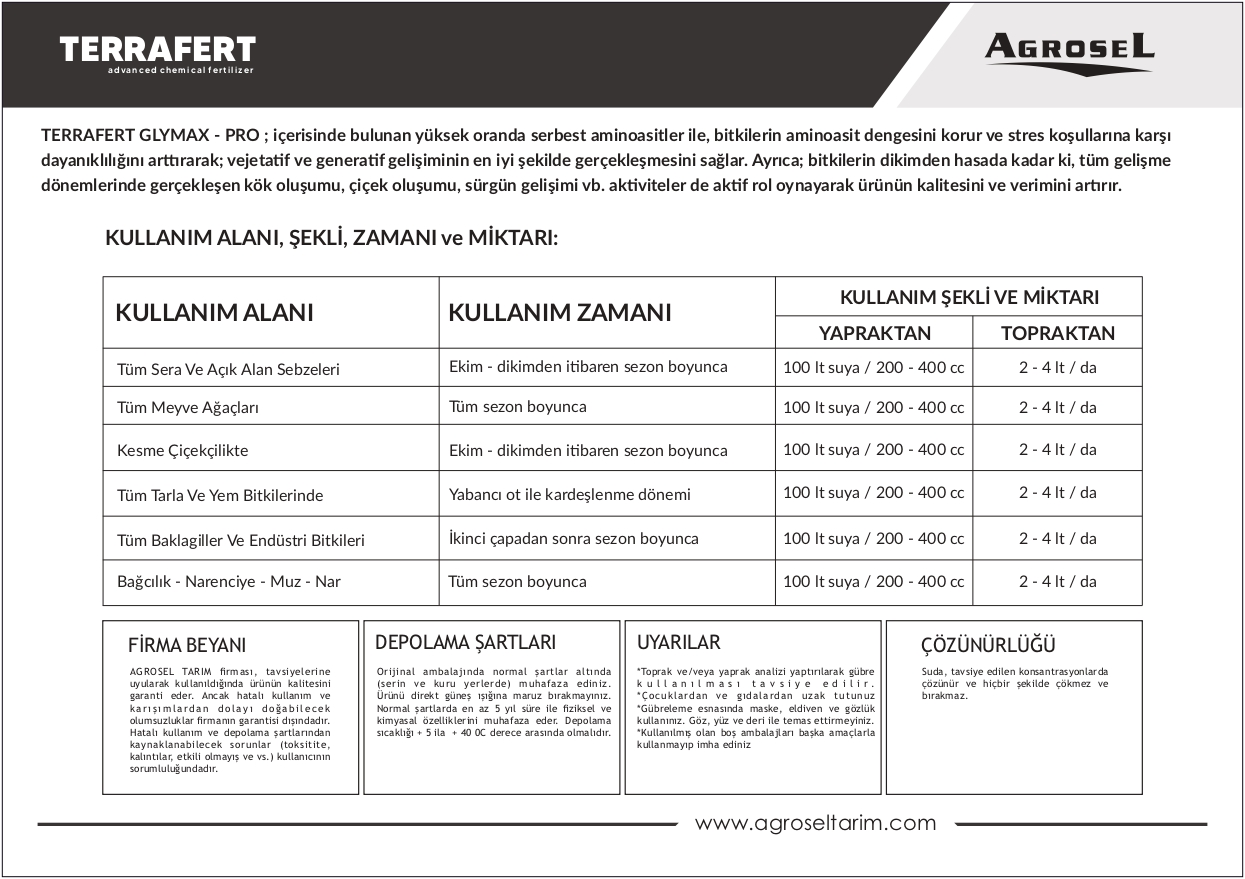 TERRAFERT
advanced chemical fertilizer
AGROSEL
TERRAFERT GLYMAX - PRO ; içerisinde bulunan yüksek oranda serbest aminoasitler ile, bitkilerin aminoasit dengesini korur ve stres koşullarına karşı
dayanıklılığını arttırarak; vejetatif ve generatif gelişiminin en iyi şekilde gerçekleşmesini sağlar. Ayrıca; bitkilerin dikimden hasada kadar ki, tüm gelişme
dönemlerinde gerçekleşen kök oluşumu, çiçek oluşumu, sürgün gelişimi vb. aktiviteler de aktif rol oynayarak ürünün kalitesini ve verimini artırır.
KULLANIM ALANI, ŞEKLİ, ZAMANI ve MİKTARI:
KULLANIM ALANI KULLANIM ZAMANI KULLANIM ŞEKLİ VE MİKTARI
YAPRAKTAN TOPRAKTAN
Tüm Sera Ve Açık Alan Sebzeleri Ekim - dikimden itibaren sezon boyunca 100 lt suya / 200 - 400 cc 2 - 4 lt / da
Tüm Meyve Ağaçları Tüm sezon boyunca 100 lt suya / 200 - 400 cc 2 - 4 lt / da
Kesme Çiçekçilikte Ekim - dikimden itibaren sezon boyunca 100 lt suya / 200 - 400 cc 2 - 4 lt / da
Tüm Tarla Ve Yem Bitkilerinde Yabancı ot ile kardeşlenme dönemi 100 lt suya / 200 - 400 cc 2 - 4 lt / da
Tüm Baklagiller Ve Endüstri Bitkileri İkinci çapadan sonra sezon boyunca 100 lt suya / 200 - 400 cc 2 - 4 lt / da
Bağcılık - Narenciye - Muz - Nar Tüm sezon boyunca 100 lt suya / 200 - 400 cc 2 - 4 lt / da
FİRMA BEYANI
AGROSEL TARIM firması, tavsiyelerine
uyularak kullanıldığında ürünün kalitesini
garanti eder. Ancak hatalı kullanım ve
karışımlardan dolayı doğabilecek
olumsuzluklar firmanın garantisi dışındadır.
Hatalı kullanım ve depolama şartlarından
kaynaklanabilecek sorunlar (toksitite,
kalıntılar, etkili olmayış ve vs.) kullanıcının
sorumluluğundadır.
DEPOLAMA ŞARTLARI
Orijinal ambalajında normal şartlar altında
(serin ve kuru yerlerde) muhafaza ediniz.
Ürünü direkt güneş ışığına maruz bırakmayınız.
Normal şartlarda en az 5 yıl süre ile fiziksel ve
kimyasal özelliklerini muhafaza eder. Depolama
sıcaklığı + 5 ila + 40 0C derece arasında olmalıdır.
UYARILAR
*Toprak ve/veya yaprak analizi yaptırılarak gübre
kullanılması tavsiye edilir.
*Çocuklardan ve gıdalardan uzak tutunuz
*Gübreleme esnasında maske, eldiven ve gözlük
kullanınız. Göz, yüz ve deri ile temas ettirmeyiniz.
*Kullanılmış olan boş ambalajları başka amaçlarla
kullanmayıp imha ediniz
ÇÖZÜNÜRLÜĞÜ
Suda, tavsiye edilen konsantrasyonlarda
çözünür ve hiçbir şekilde çökmez ve
bırakmaz.
www.agroseltarim.com